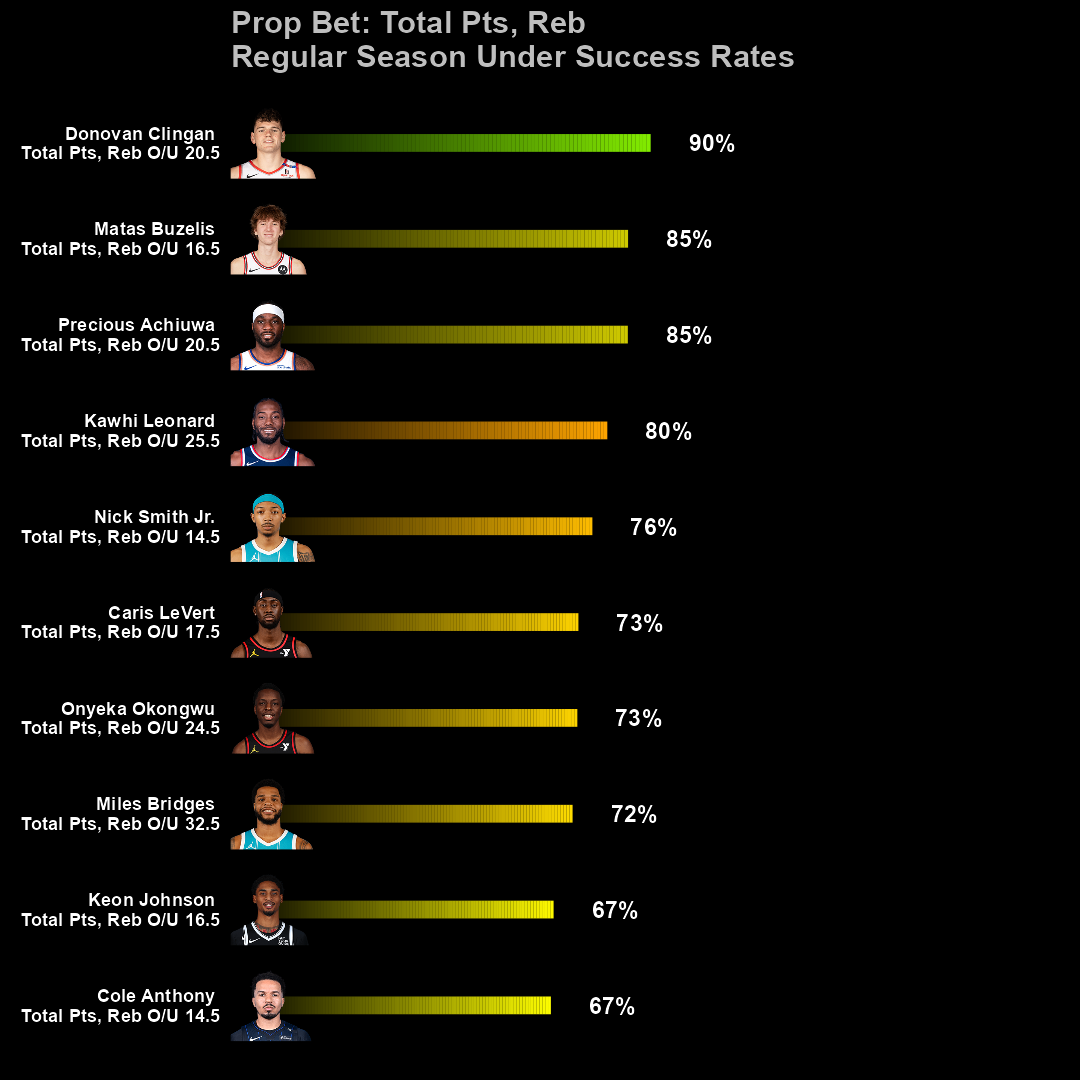 Prop Bet: Total Pts, Reb
Regular Season Under Success Rates
Donovan Clingan
Total Pts, Reb O/U 20.5
90%
Matas Buzelis
Total Pts, Reb O/U 16.5
85%
Precious Achiuwa
Total Pts, Reb O/U 20.5
85%
Kawhi Leonard
Total Pts, Reb O/U 25.5
80%
Nick Smith Jr.
Total Pts, Reb O/U 14.5
76%
Caris LeVert
Total Pts, Reb O/U 17.5
73%
Onyeka Okongwu
Total Pts, Reb O/U 24.5
73%
Miles Bridges
Total Pts, Reb O/U 32.5
72%
Keon Johnson
Total Pts, Reb O/U 16.5
67%
Cole Anthony
Total Pts, Reb O/U 14.5
67%